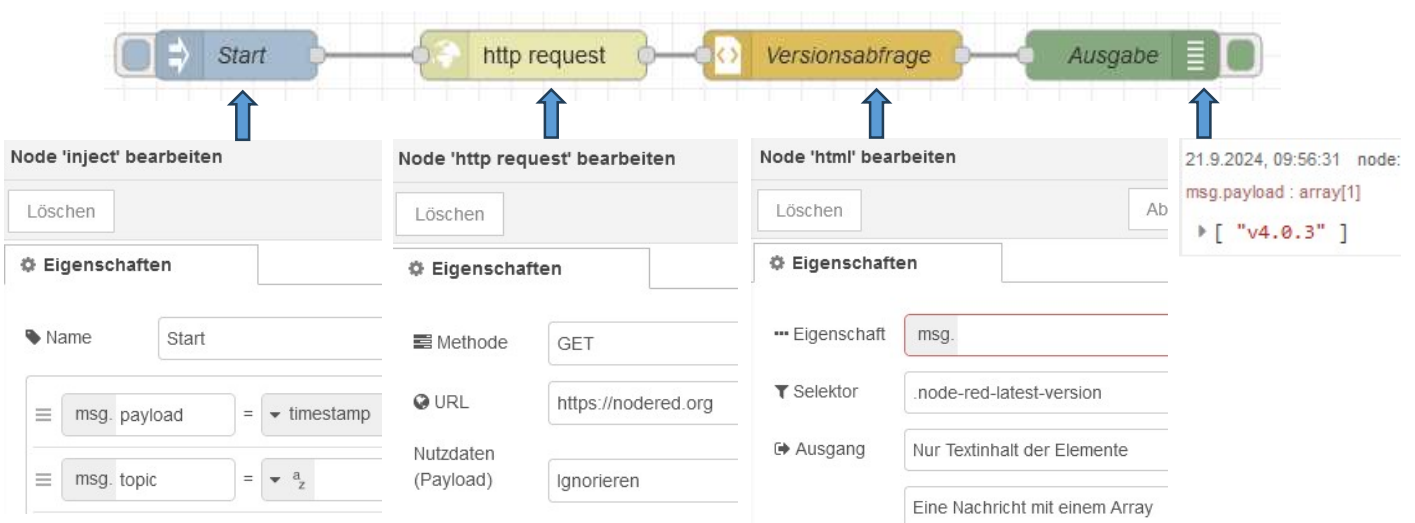 Start
http request
Versionsabfrage
Ausgabe
Node 'inject' bearbeiten
Löschen
Eigenschaften
Name
Start
msg. payload = timestamp
msg. topic = a z
Node 'http request' bearbeiten
Löschen
Eigenschaften
Methode
GET
URL
https://nodered.org
Nutzdaten
(Payload)
Ignorieren
Node 'html' bearbeiten
Löschen
Ab
Eigenschaften
Eigenschaft
msg.
Selektor
.node-red-latest-version
Ausgang
Nur Textinhalt der Elemente
Eine Nachricht mit einem Array
21.9.2024, 09:56:31 node:
msg.payload : array[1]
[ "v4.0.3" ]